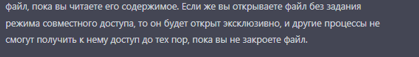 файл, пока вы читаете его содержимое. Если же вы открываете файл без задания
режима совместного доступа, то он будет открыт эксклюзивно, и другие процессы не
смогут получить к нему доступ до тех пор, пока вы не закроете файл.